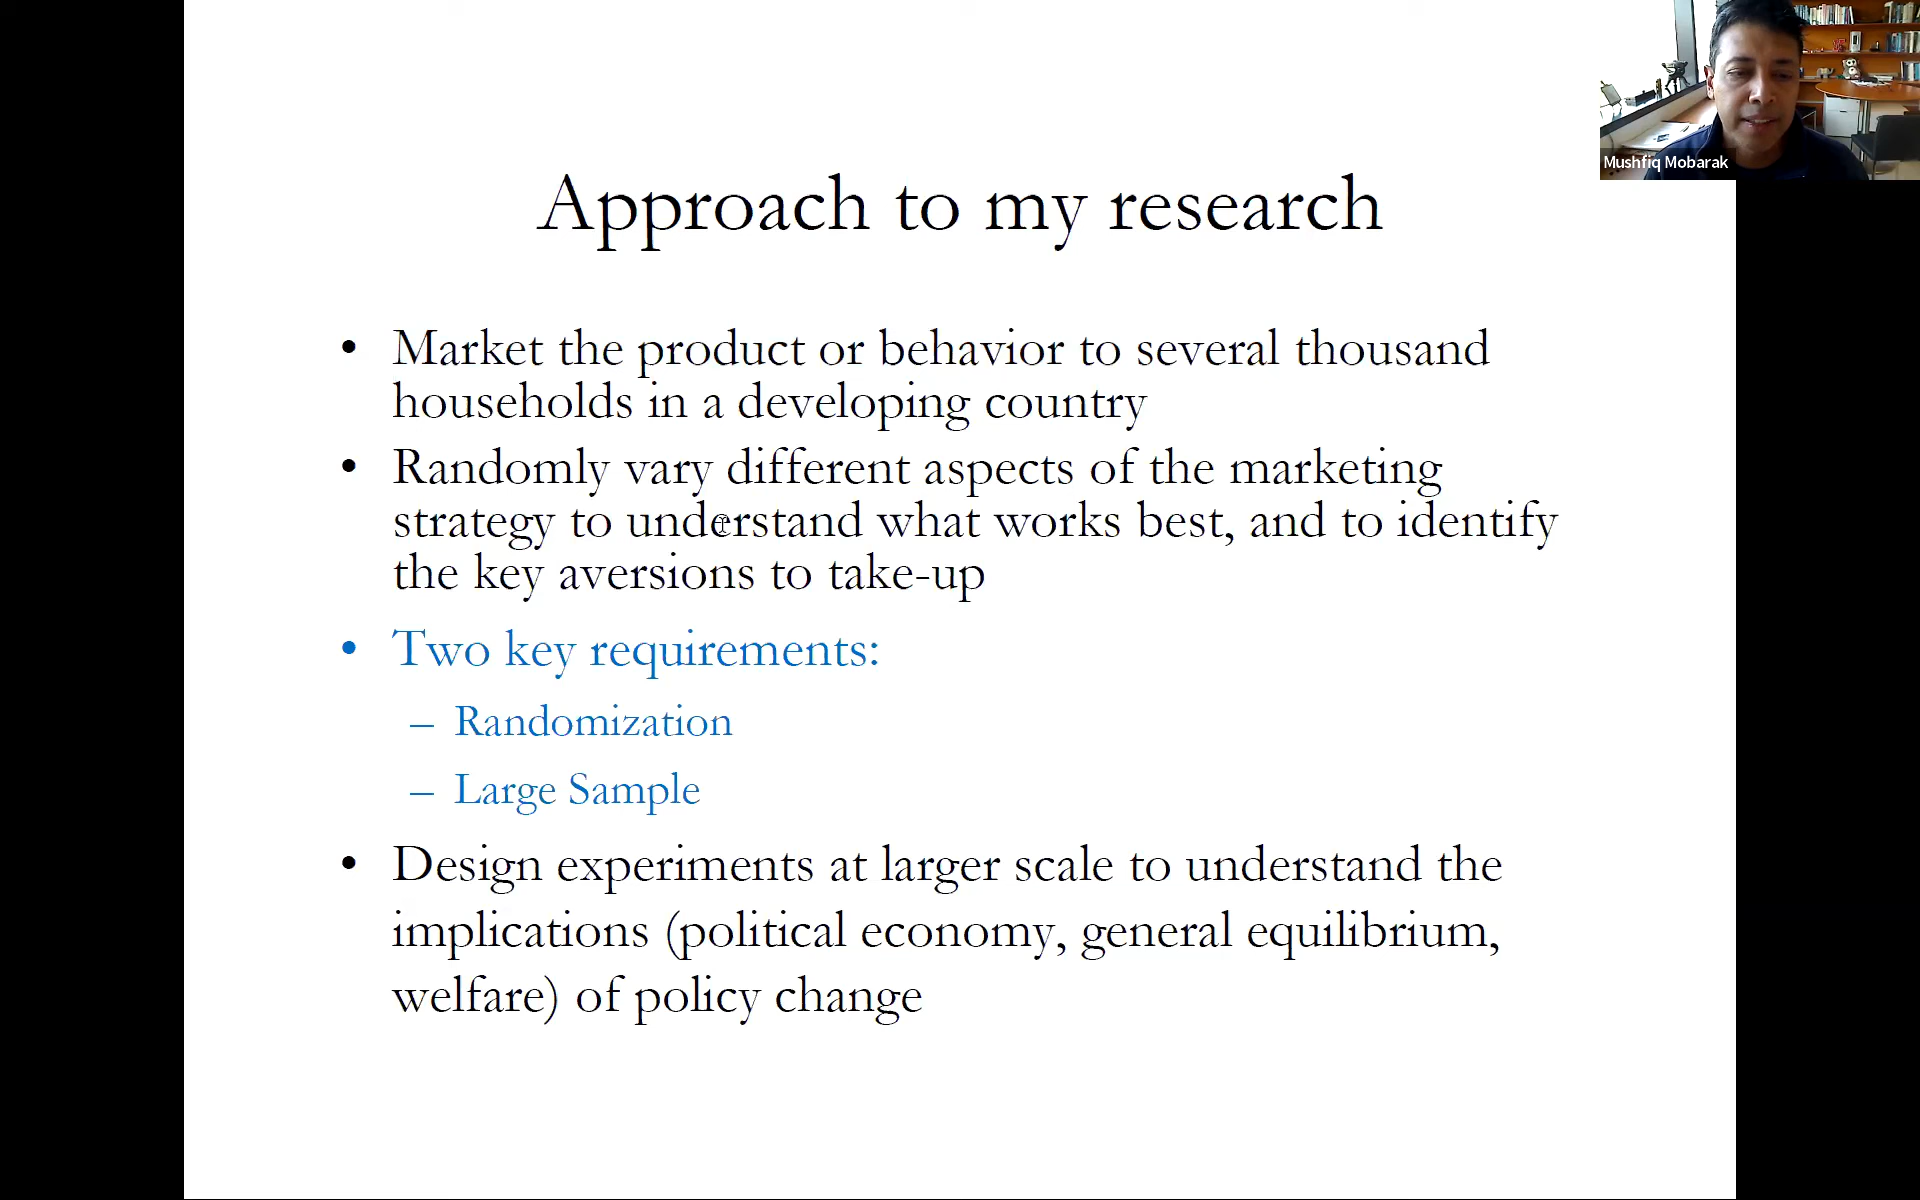 Mushfiq Mobarak
Approach to my research
• Market the product or behavior to several thousand
households in a developing country
• Randomly vary different aspects of the marketing
strategy to understand what works best, and to identify
the key aversions to take-up
• Two key requirements:
– Randomization
– Large Sample
• Design experiments at larger scale to understand the
implications (political economy, general equilibrium,
welfare) of policy change